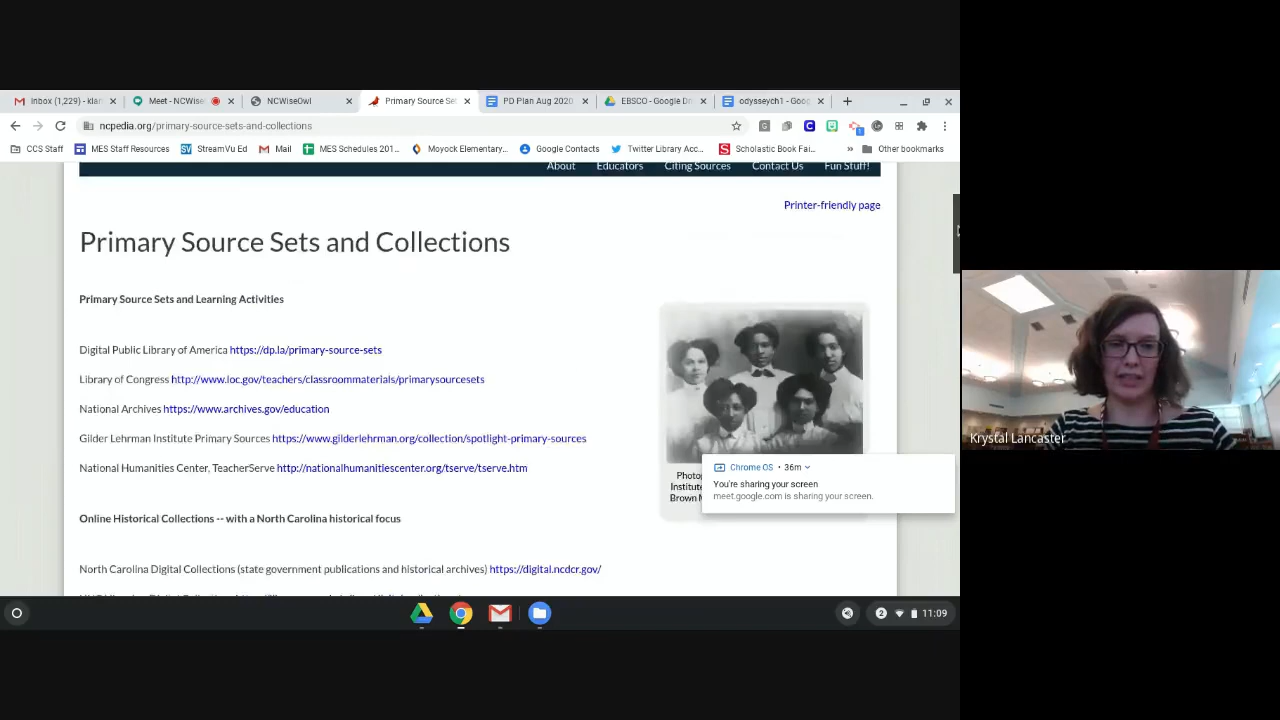 Inbox (1,229) - klan
Meet - NCWise
NCWiseOwl
Primary Source Set
PD Plan Aug 2020
EBSCO - Google Dri
odysseych1 - Goog
ncpedia.org/primary-source-sets-and-collections
CCS Staff
MES Staff Resources
StreamVu Ed
Mail
MES Schedules 201...
Moyock Elementary...
Google Contacts
Twitter Library Acc...
Scholastic Book Fai...
»
Other bookmarks
About Educators Citing Sources Contact Us Fun Stuff!
Printer-friendly page
Primary Source Sets and Collections
Primary Source Sets and Learning Activities
Digital Public Library of America https://dp.la/primary-source-sets
Library of Congress http://www.loc.gov/teachers/classroommaterials/primarysourcesets
National Archives https://www.archives.gov/education
Gilder Lehrman Institute Primary Sources https://www.gilderlehrman.org/collection/spotlight-primary-sources
National Humanities Center, TeacherServe http://nationalhumanitiescenter.org/tserve/tserve.htm
Photo
Institute
Brown M
Chrome OS • 36m
You're sharing your screen
meet.google.com is sharing your screen.
Online Historical Collections -- with a North Carolina historical focus
North Carolina Digital Collections (state government publications and historical archives) https://digital.ncdcr.gov/
2 11:09
Krystal Lancaster